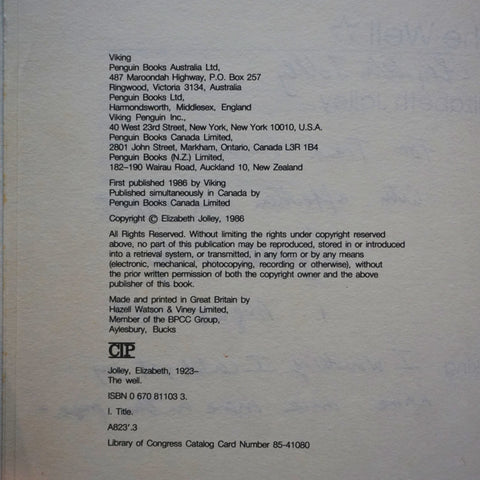 Viking
Penguin Books Australia Ltd,
487 Maroondah Highway, P.O. Box 257
Ringwood, Victoria 3134, Australia
Penguin Books Ltd,
Harmondsworth, Middlesex, England
Viking Penguin Inc.,
40 West 23rd Street, New York, New York 10010, U.S.A.
Penguin Books Canada Limited,
2801 John Street, Markham, Ontario, Canada L3R 1B4
Penguin Books (N.Z.) Limited,
182–190 Wairau Road, Auckland 10, New Zealand
First published 1986 by Viking
Published simultaneously in Canada by
Penguin Books Canada Limited
Copyright © Elizabeth Jolley, 1986
All Rights Reserved. Without limiting the rights under copyright reserved
above, no part of this publication may be reproduced, stored in or introduced
into a retrieval system, or transmitted, in any form or by any means
(electronic, mechanical, photocopying, recording or otherwise), without
the prior written permission of both the copyright owner and the above
publisher of this book.
Made and printed in Great Britain by
Hazell Watson & Viney Limited,
Member of the BPCC Group,
Aylesbury, Bucks
CIP
Jolley, Elizabeth, 1923–
The well.
ISBN 0 670 81103 3.
I. Title.
A823'.3
Library of Congress Catalog Card Number 85-41080